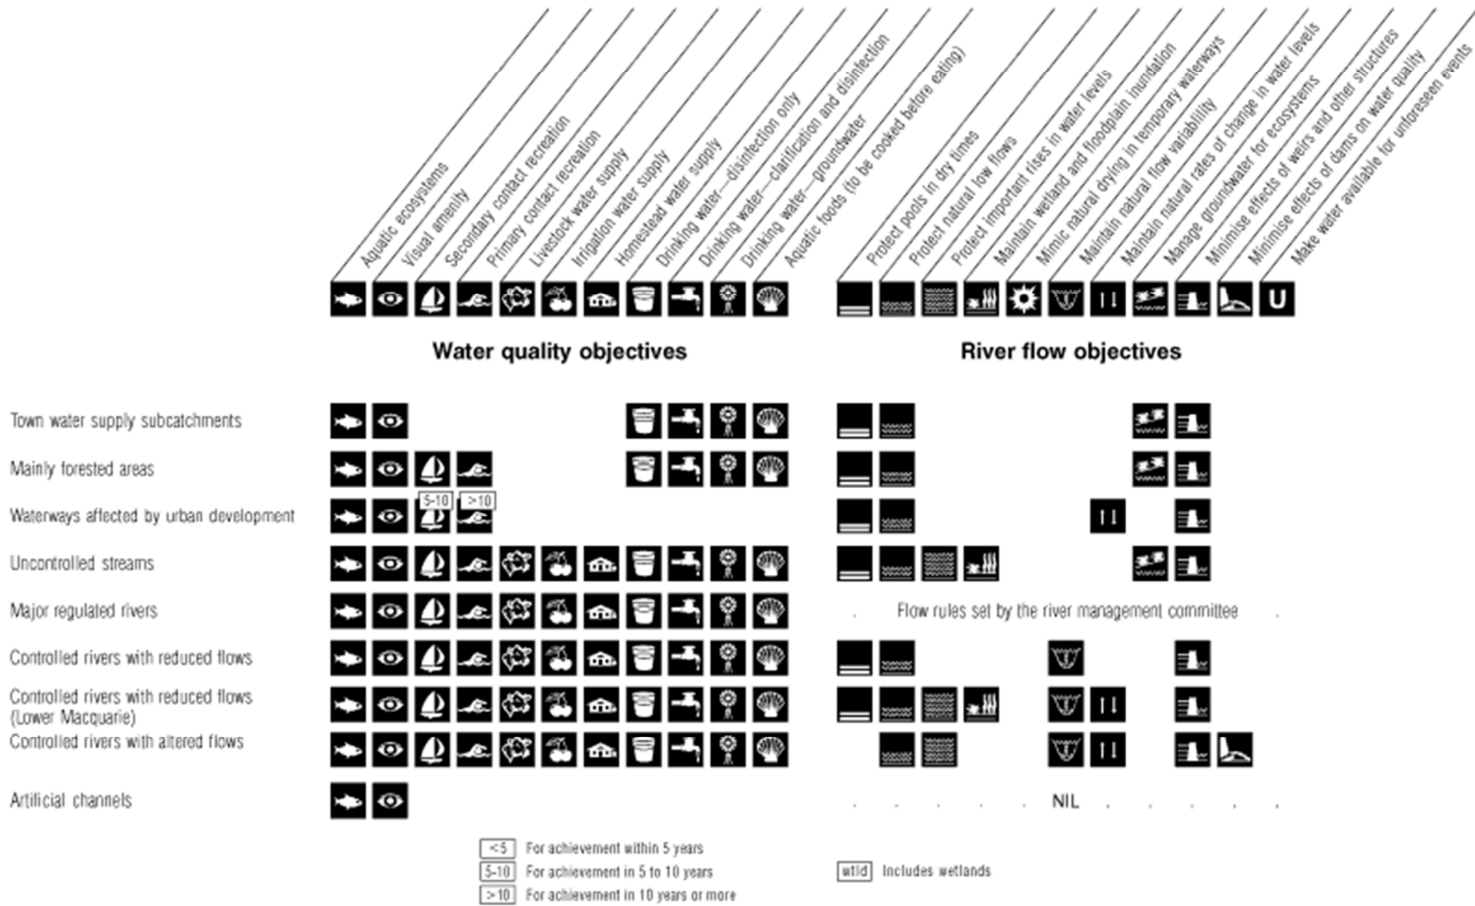 Aquatic ecosystems
Visual amenity
Secondary contact recreation
Primary contact recreation
Livestock water supply
Irrigation water supply
Homestead water supply
Drinking water—disinfection only
Drinking water—clarification and disinfection
Drinking water—groundwater
Aquatic foods (to be cooked before eating)
Protect pools in dry times
Protect natural low flows
Protect important rises in water levels
Maintain wetland and floodplain inundation
Mimic natural drying in temporary waterways
Maintain natural flow variability
Maintain natural rates of change in water levels
Manage groundwater for ecosystems
Minimise effects of weirs and other structures
Minimise effects of dams on water quality
Make water available for unforeseen events
U
Water quality objectives
River flow objectives
Town water supply subcatchments
Mainly forested areas
5-10 >10
Waterways affected by urban development
Uncontrolled streams
Major regulated rivers
. Flow rules set by the river management committee .
Controlled rivers with reduced flows
Controlled rivers with reduced flows
(Lower Macquarie)
Controlled rivers with altered flows
Artificial channels
. . . . . NIL . . . . .
<5 For achievement within 5 years
5-10 For achievement in 5 to 10 years
>10 For achievement in 10 years or more
wtld Includes wetlands